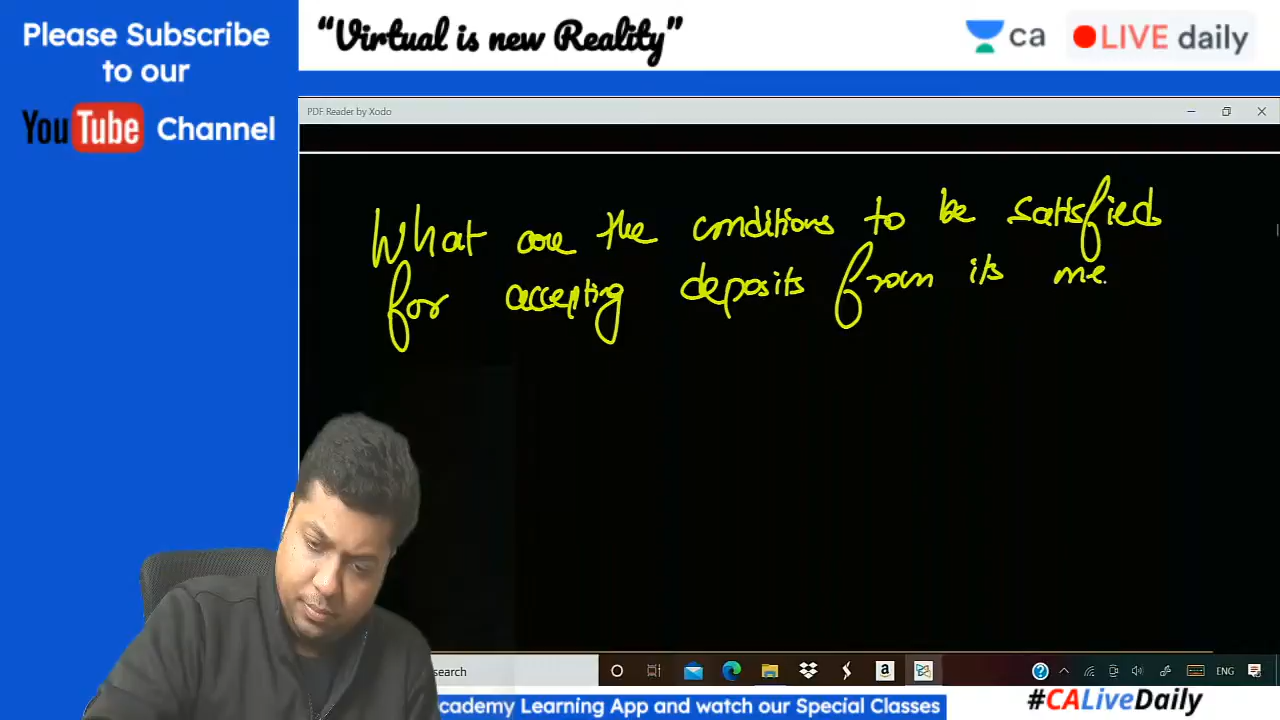 Please Subscribe
to our
YouTube Channel
“Virtual is new Reality”
ca
LIVE daily
PDF Reader by Xodo
What are the conditions to be satisfied
for accepting deposits from its me
search
ENG
cademy Learning App and watch our Special Classes
#CALiveDaily